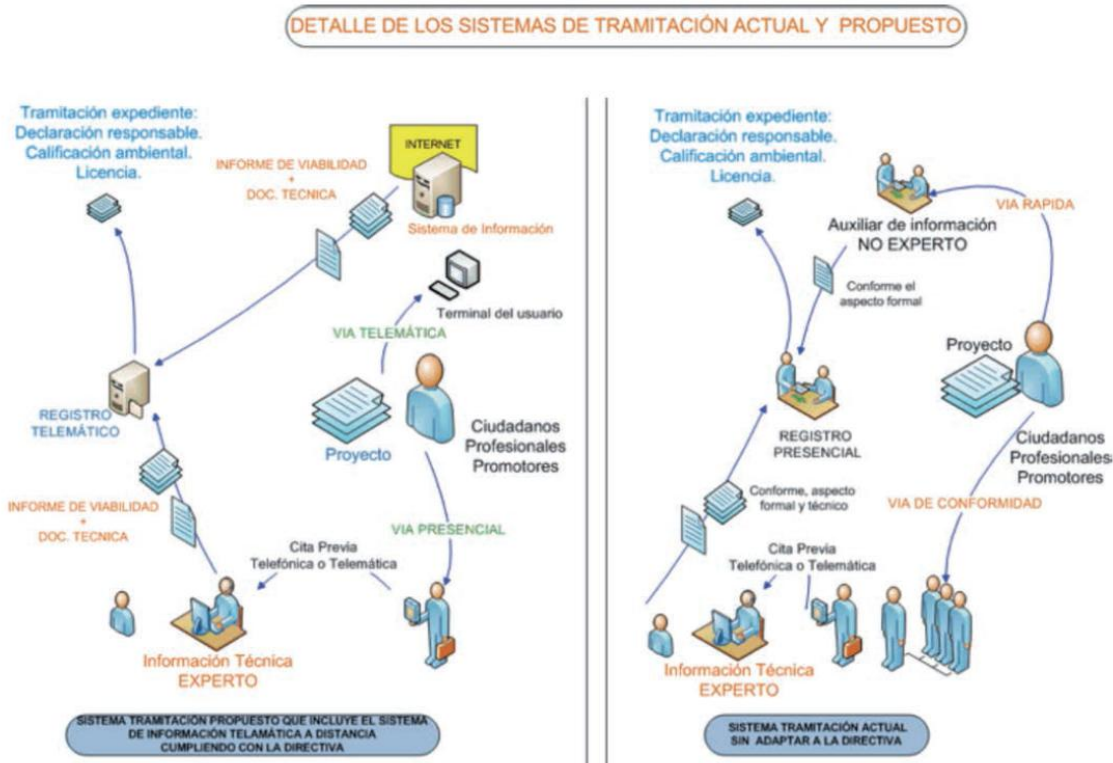 DETALLE DE LOS SISTEMAS DE TRAMITACIÓN ACTUAL Y PROPUESTO
Tramitación expediente:
Declaración responsable.
Calificación ambiental.
Licencia.
INFORME DE VIABILIDAD
+
DOC. TECNICA
INTERNET
Sistema de Información
Terminal del usuario
VIA TELEMÁTICA
REGISTRO
TELEMÁTICO
Proyecto
Ciudadanos
Profesionales
Promotores
INFORME DE VIABILIDAD
+
DOC. TECNICA
VIA PRESENCIAL
Cita Previa
Telefónica o Telemática
Información Técnica
EXPERTO
SISTEMA TRAMITACIÓN PROPUESTO QUE INCLUYE EL SISTEMA
DE INFORMACIÓN TELAMÁTICA A DISTANCIA
CUMPLIENDO CON LA DIRECTIVA
Tramitación expediente:
Declaración responsable.
Calificación ambiental.
Licencia.
VIA RAPIDA
Auxiliar de información
NO EXPERTO
Conforme el
aspecto formal
Proyecto
REGISTRO
PRESENCIAL
Ciudadanos
Profesionales
Promotores
Conforme, aspecto
formal y técnico
VIA DE CONFORMIDAD
Cita Previa
Telefónica o Telemática
Información Técnica
EXPERTO
SISTEMA TRAMITACIÓN ACTUAL
SIN ADAPTAR A LA DIRECTIVA